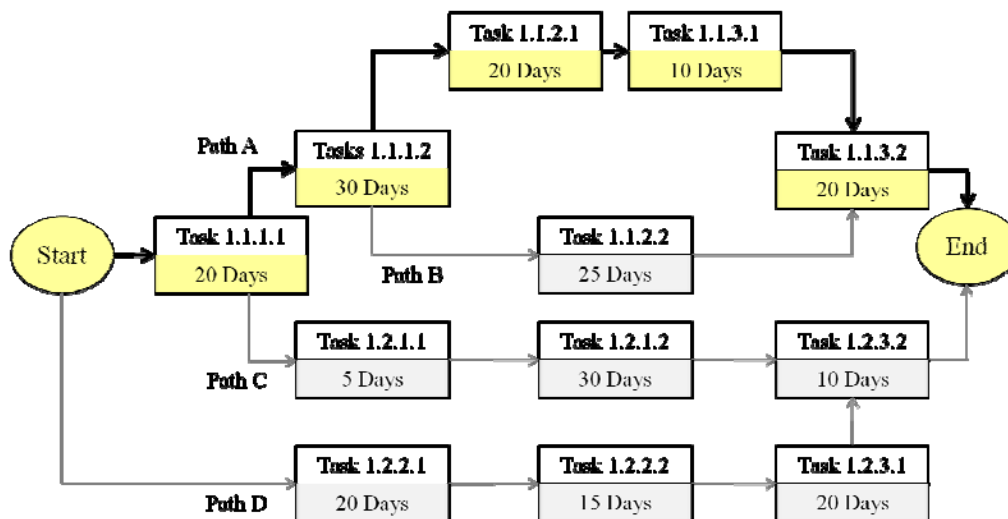 Task 1.1.2.1
20 Days
Task 1.1.3.1
10 Days
Path A
Tasks 1.1.1.2
30 Days
Task 1.1.3.2
20 Days
Start
Task 1.1.1.1
20 Days
Path B
Task 1.1.2.2
25 Days
End
Path C
Task 1.2.1.1
5 Days
Task 1.2.1.2
30 Days
Task 1.2.3.2
10 Days
Path D
Task 1.2.2.1
20 Days
Task 1.2.2.2
15 Days
Task 1.2.3.1
20 Days